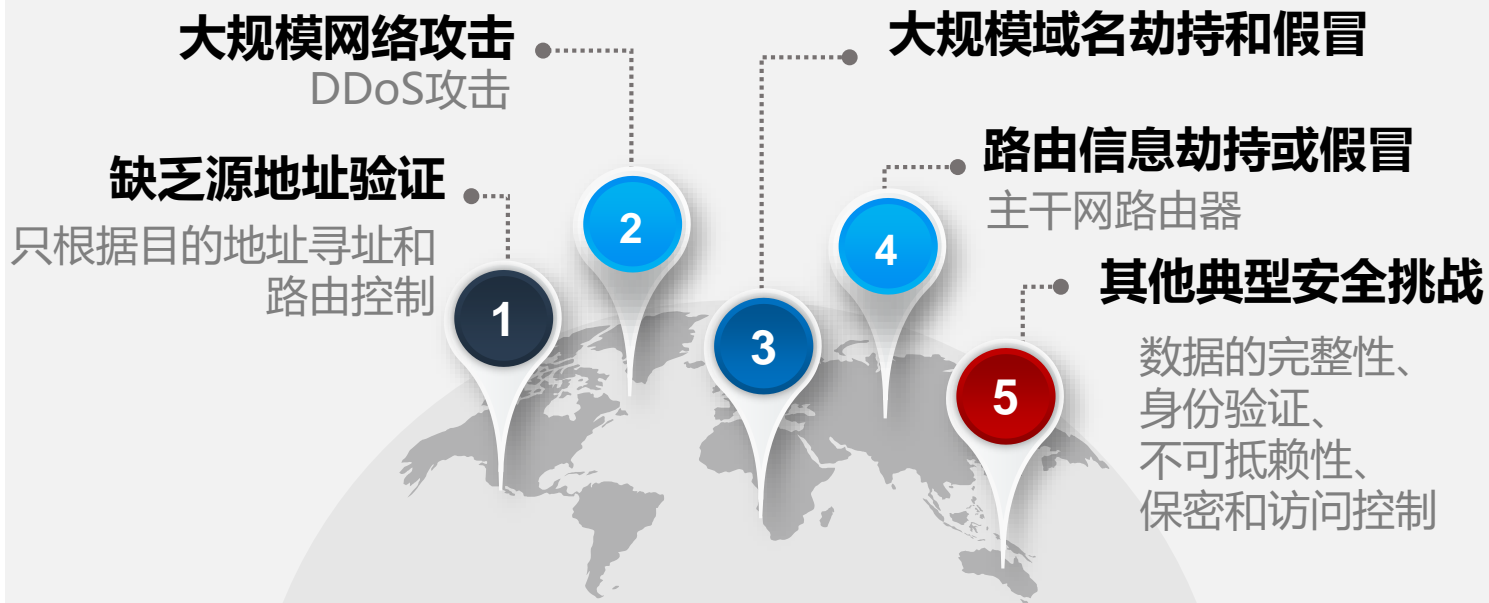 大规模网络攻击
DDoS攻击
大规模域名劫持和假冒
缺乏源地址验证
只根据目的地址寻址和
路由控制
路由信息劫持或假冒
主干网路由器
其他典型安全挑战
数据的完整性、
身份验证、
不可抵赖性、
保密和访问控制
1
2
3
4
5